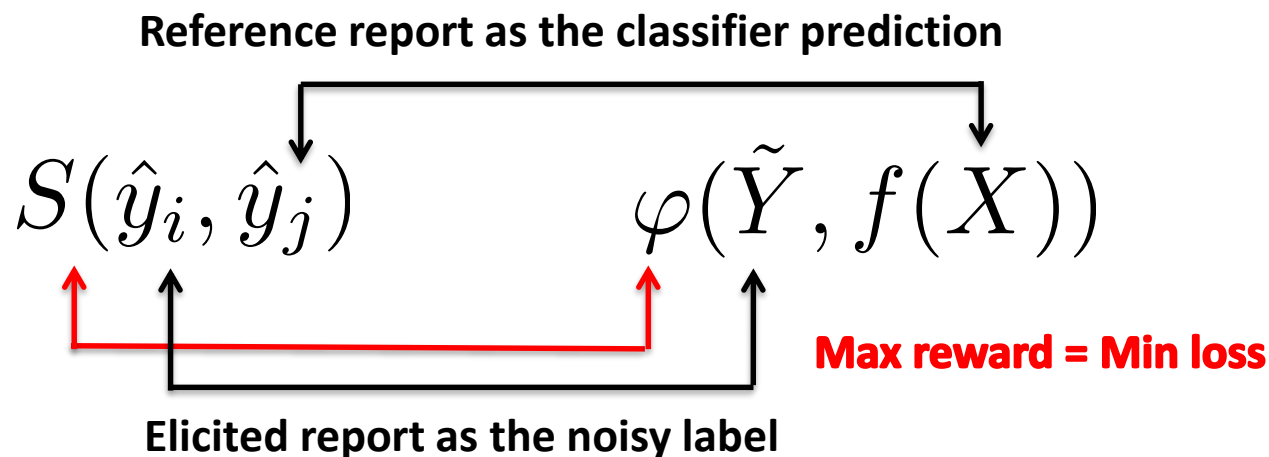 Reference report as the classifier prediction
S(ŷ_i, ŷ_j) φ(Ỹ, f(X))
Max reward = Min loss
Elicited report as the noisy label